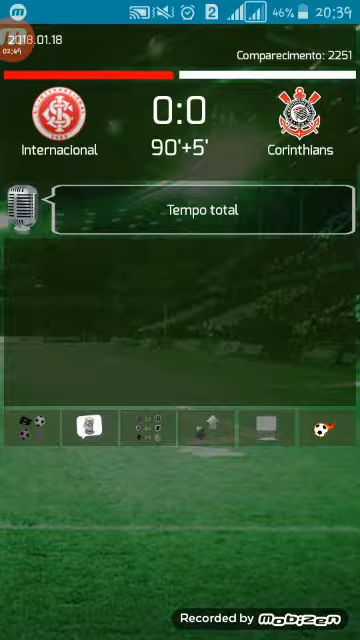 2
46%
20:39
2018.01.18
02:49
Comparecimento: 2251
0:0
Internacional
90'+5'
Corinthians
Tempo total
Recorded by mobizen